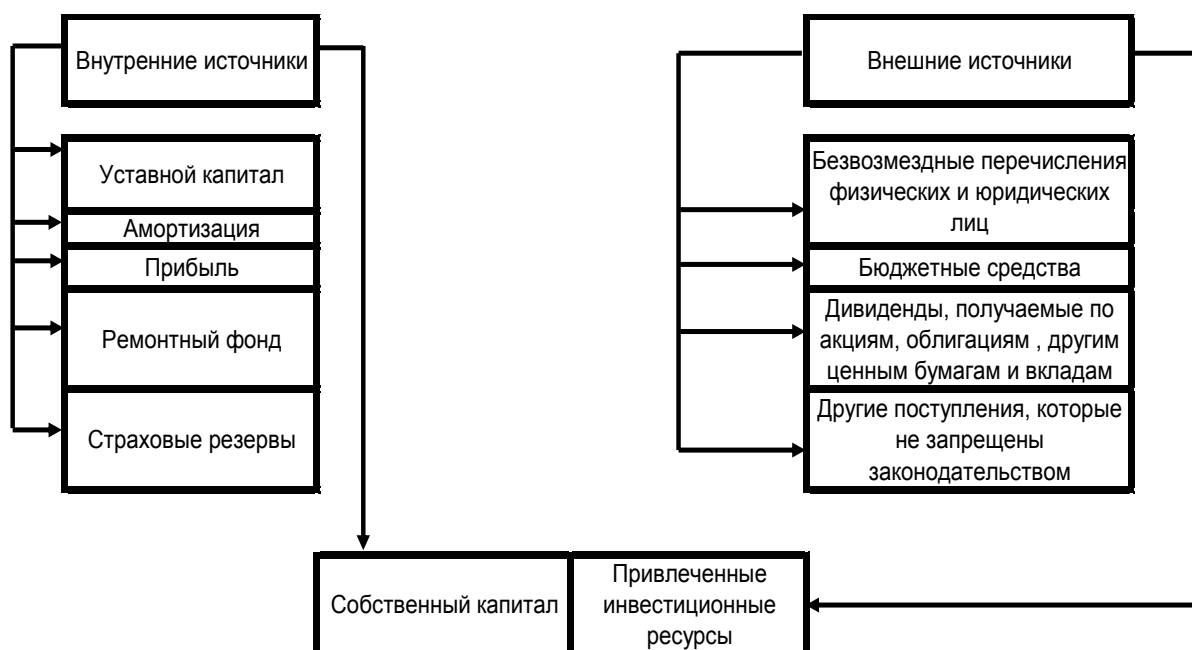 Внутренние источники
Уставной капитал
Амортизация
Прибыль
Ремонтный фонд
Страховые резервы
Внешние источники
Безвозмездные перечисления
физических и юридических
лиц
Бюджетные средства
Дивиденды, получаемые по
акциям, облигациям , другим
ценным бумагам и вкладам
Другие поступления, которые
не запрещены
законодательством
Собственный капитал
Привлеченные
инвестиционные
ресурсы